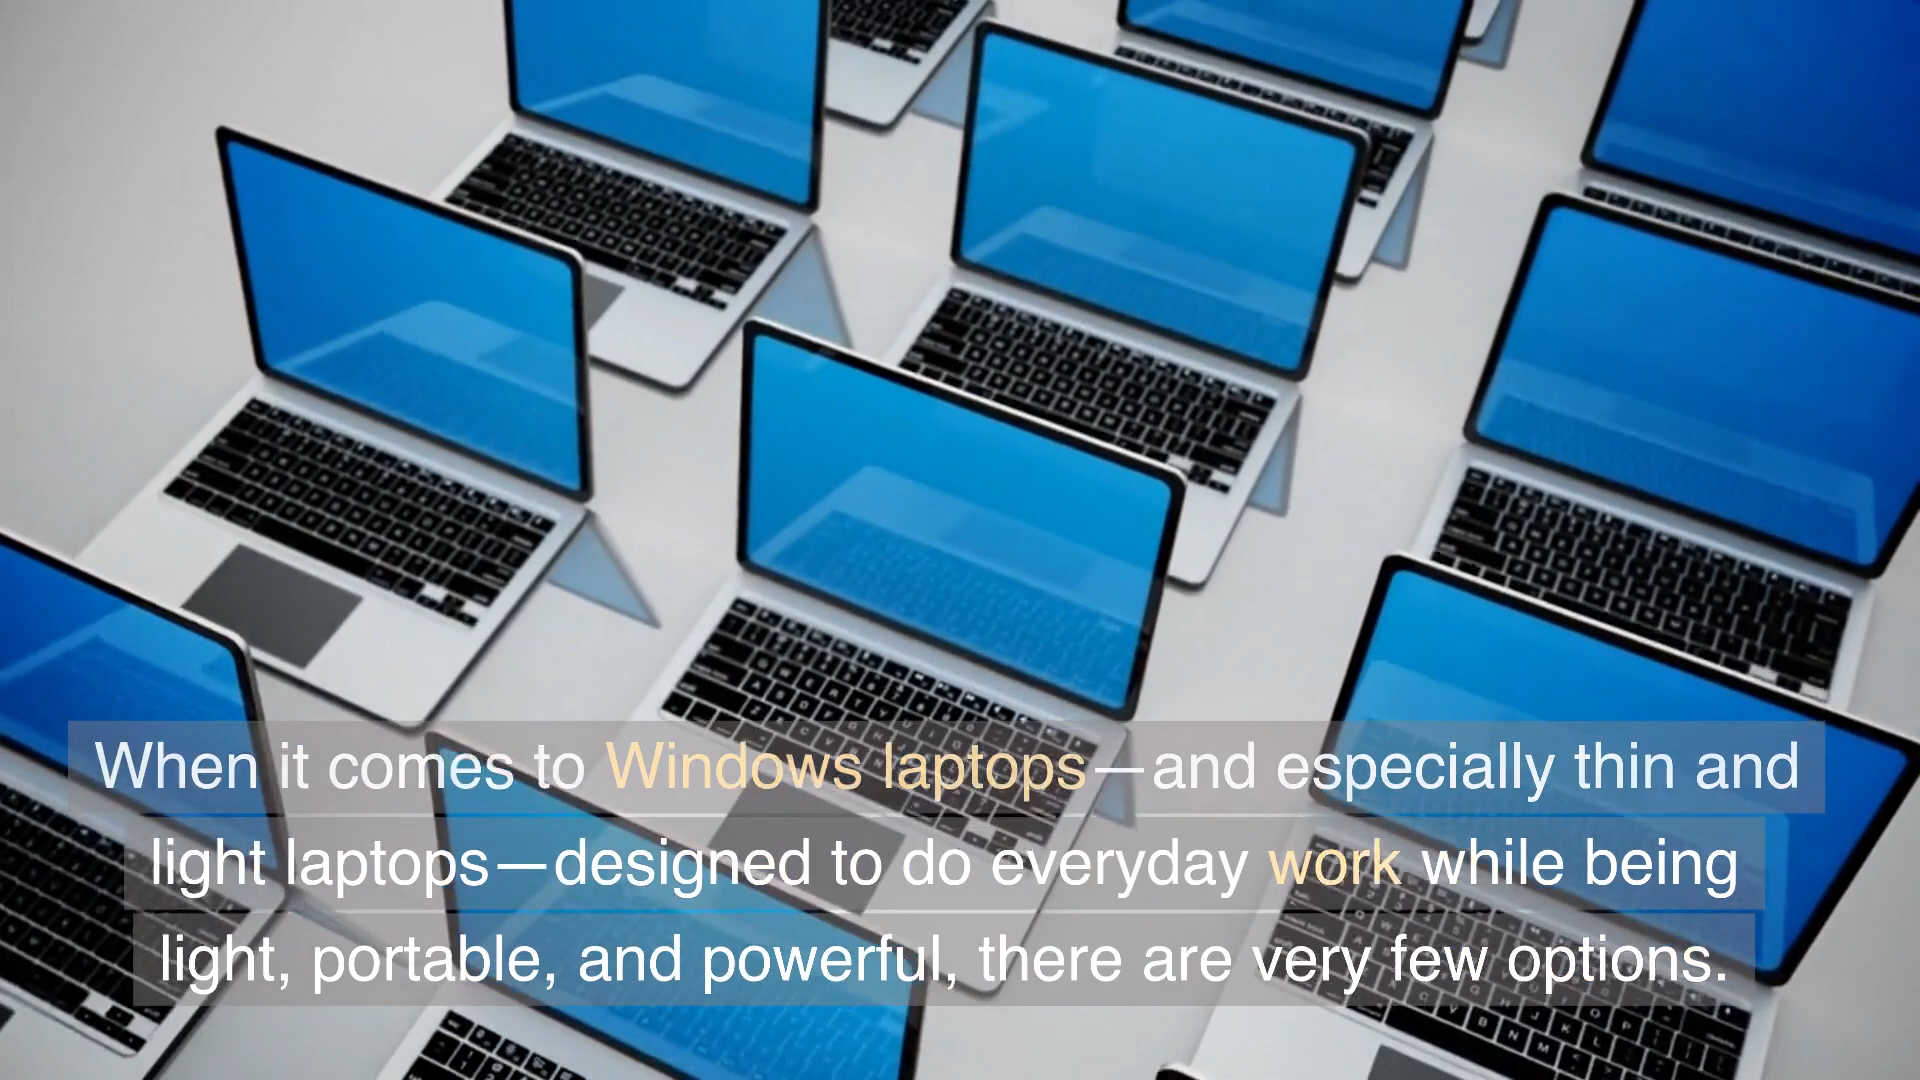 When it comes to Windows laptops—and especially thin and
light laptops—designed to do everyday work while being
light, portable, and powerful, there are very few options.